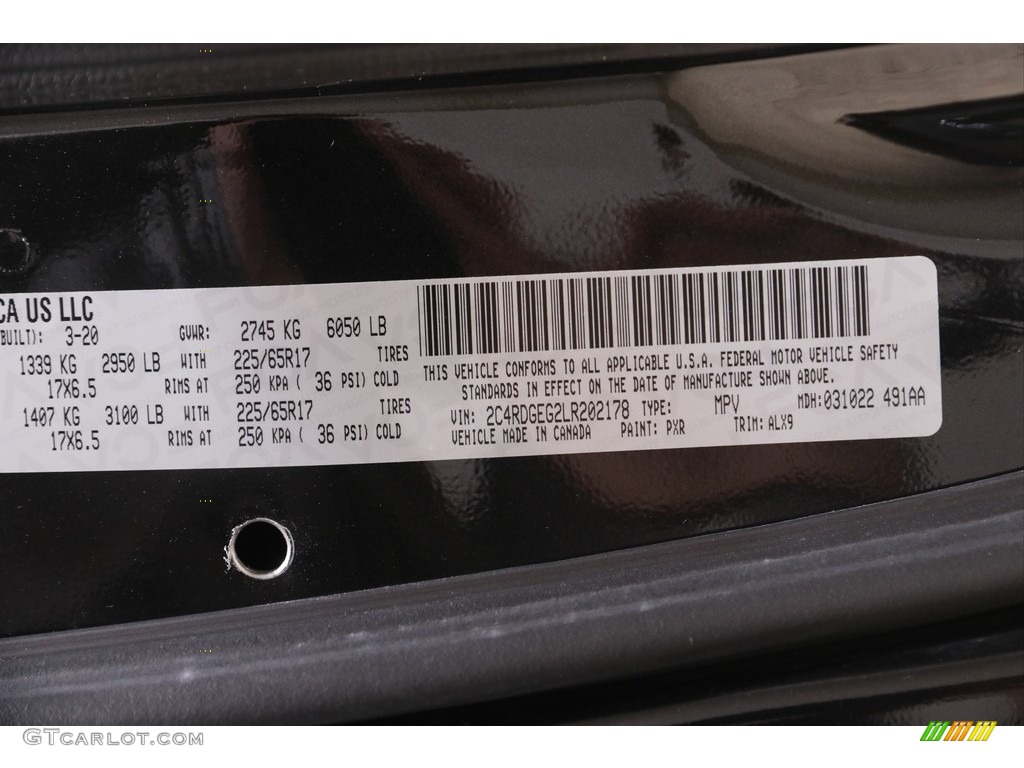 CA US LLC
BUILT): 3-20 GVWR: 2745 KG 6050 LB
1339 KG 2950 LB WITH 225/65R17 TIRES
17X6.5 RIMS AT 250 KPA ( 36 PSI) COLD
1407 KG 3100 LB WITH 225/65R17 TIRES
17X6.5 RIMS AT 250 KPA ( 36 PSI) COLD
THIS VEHICLE CONFORMS TO ALL APPLICABLE U.S.A. FEDERAL MOTOR VEHICLE SAFETY
STANDARDS IN EFFECT ON THE DATE OF MANUFACTURE SHOWN ABOVE.
VIN: 2C4RDGEG2LR202178 TYPE: MPV MDH:031022 491AA
VEHICLE MADE IN CANADA PAINT: PXR TRIM: ALX9
GTCARLOT.COM